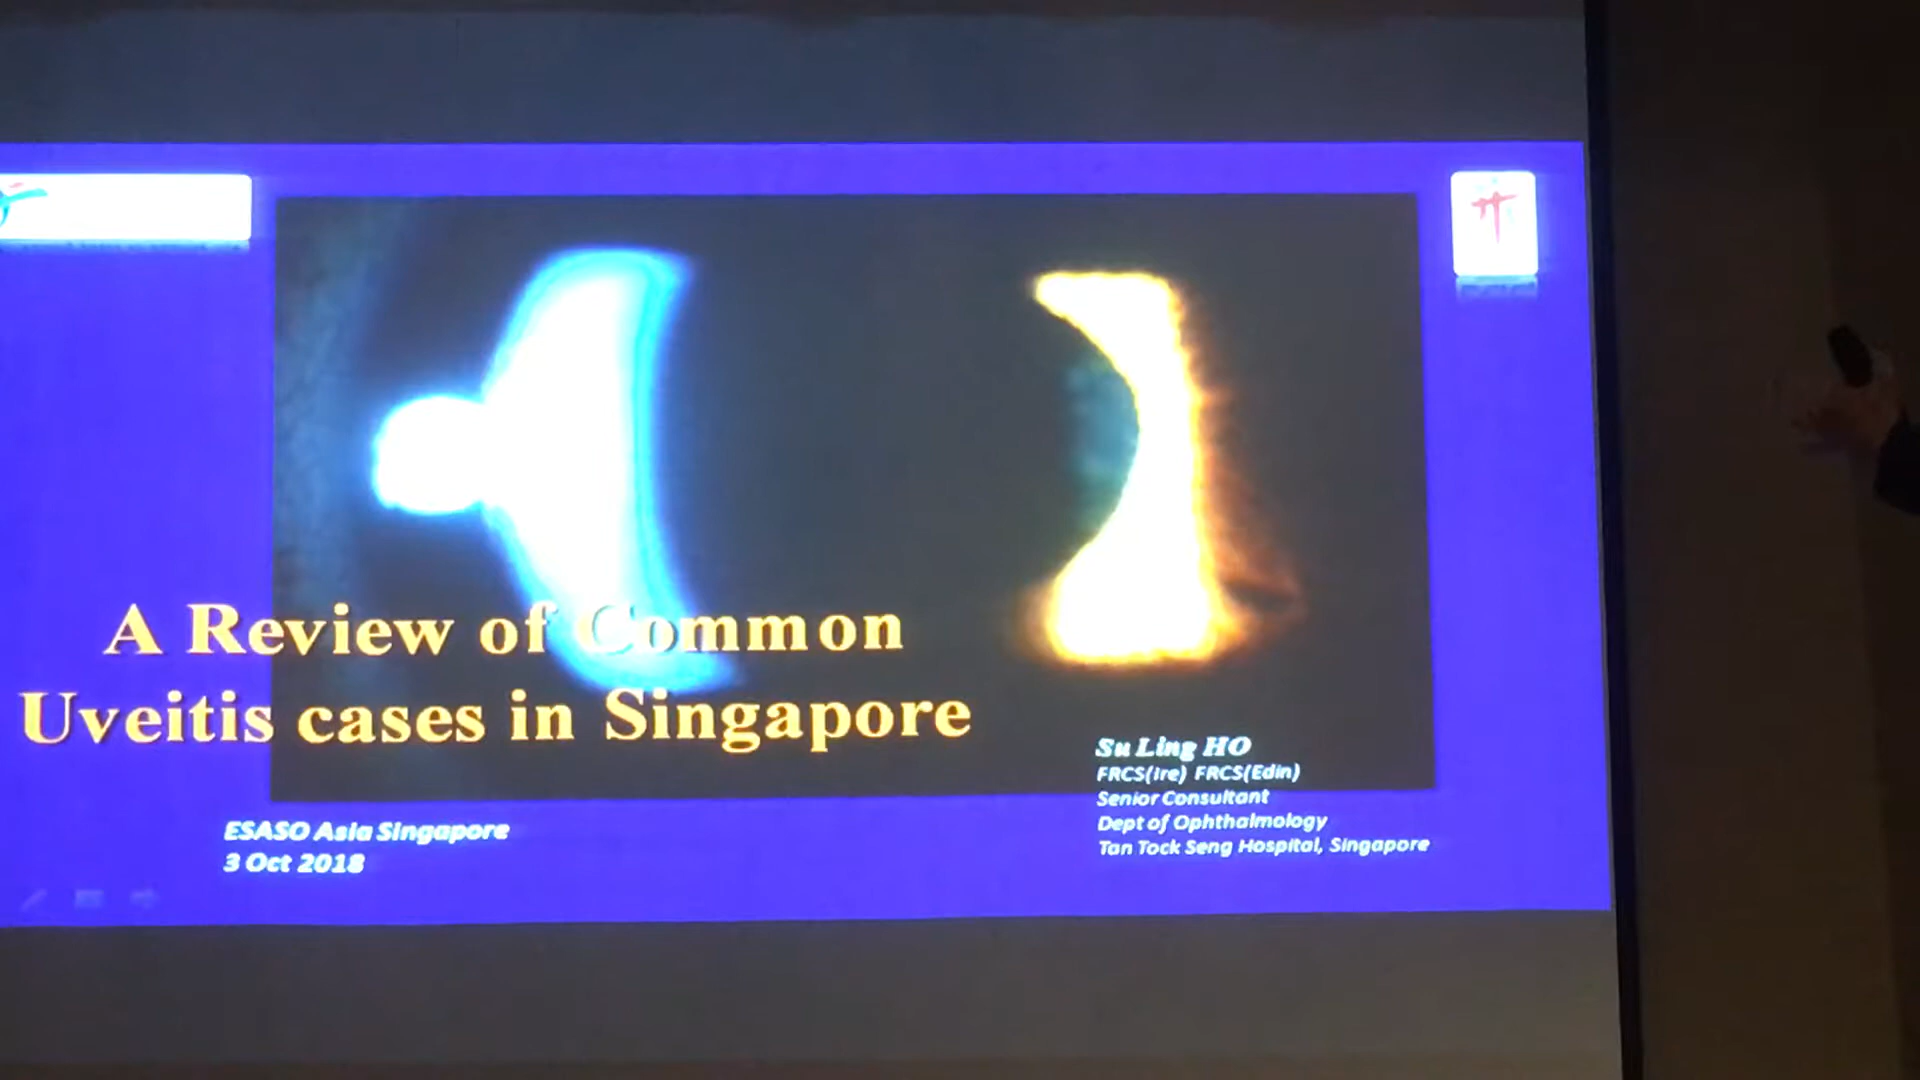 A Review of Common
Uveitis cases in Singapore
Su Ling HO
FRCS(Ire) FRCS(Edin)
Senior Consultant
Dept of Ophthalmology
Tan Tock Seng Hospital, Singapore
ESASO Asia Singapore
3 Oct 2018